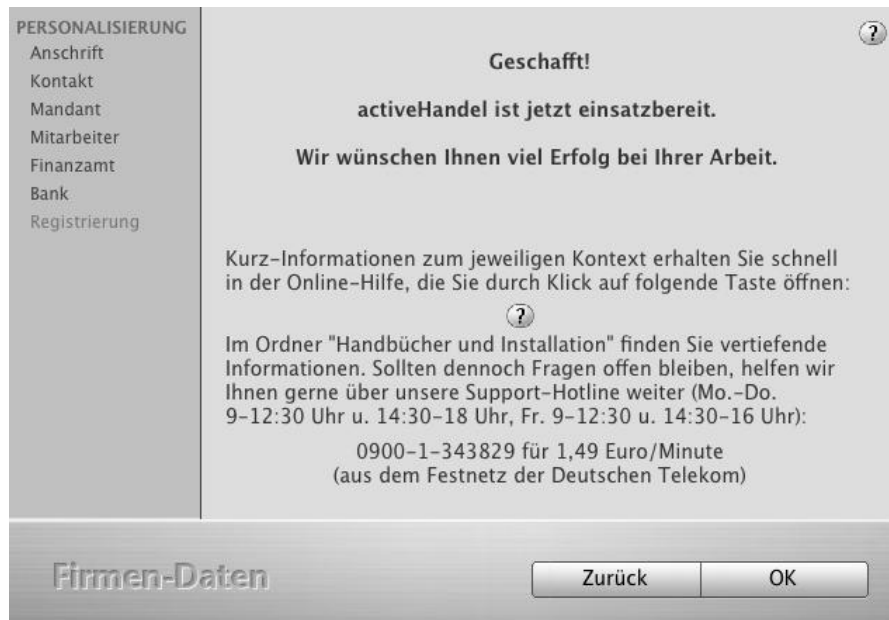 PERSONALISIERUNG
Anschrift
Kontakt
Mandant
Mitarbeiter
Finanzamt
Bank
Registrierung
?
Geschafft!
activeHandel ist jetzt einsatzbereit.
Wir wünschen Ihnen viel Erfolg bei Ihrer Arbeit.
Kurz-Informationen zum jeweiligen Kontext erhalten Sie schnell
in der Online-Hilfe, die Sie durch Klick auf folgende Taste öffnen:
?
Im Ordner "Handbücher und Installation" finden Sie vertiefende
Informationen. Sollten dennoch Fragen offen bleiben, helfen wir
Ihnen gerne über unsere Support-Hotline weiter (Mo.-Do.
9-12:30 Uhr u. 14:30-18 Uhr, Fr. 9-12:30 u. 14:30-16 Uhr):
0900-1-343829 für 1,49 Euro/Minute
(aus dem Festnetz der Deutschen Telekom)
Firmen-Daten
Zurück
OK